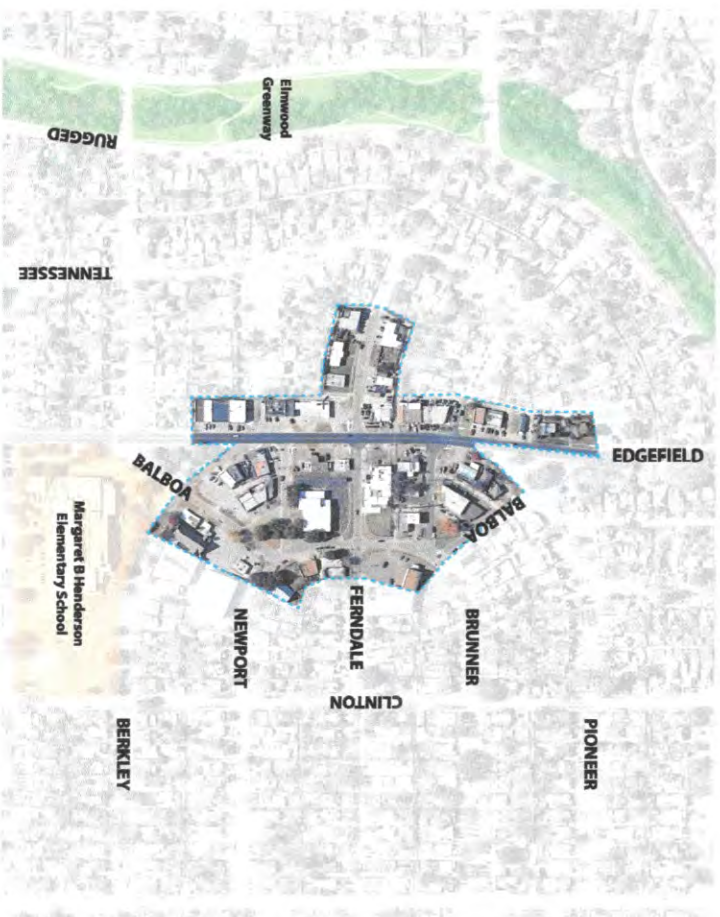 Elmwood
Greenway
RUGGED
TENNESSEE
EDGEFIELD
BALBOA
BALBOA
Margaret B Henderson
Elementary School
NEWPORT
FERNDALE
BRUNNER
CLINTON
BERKLEY
PIONEER